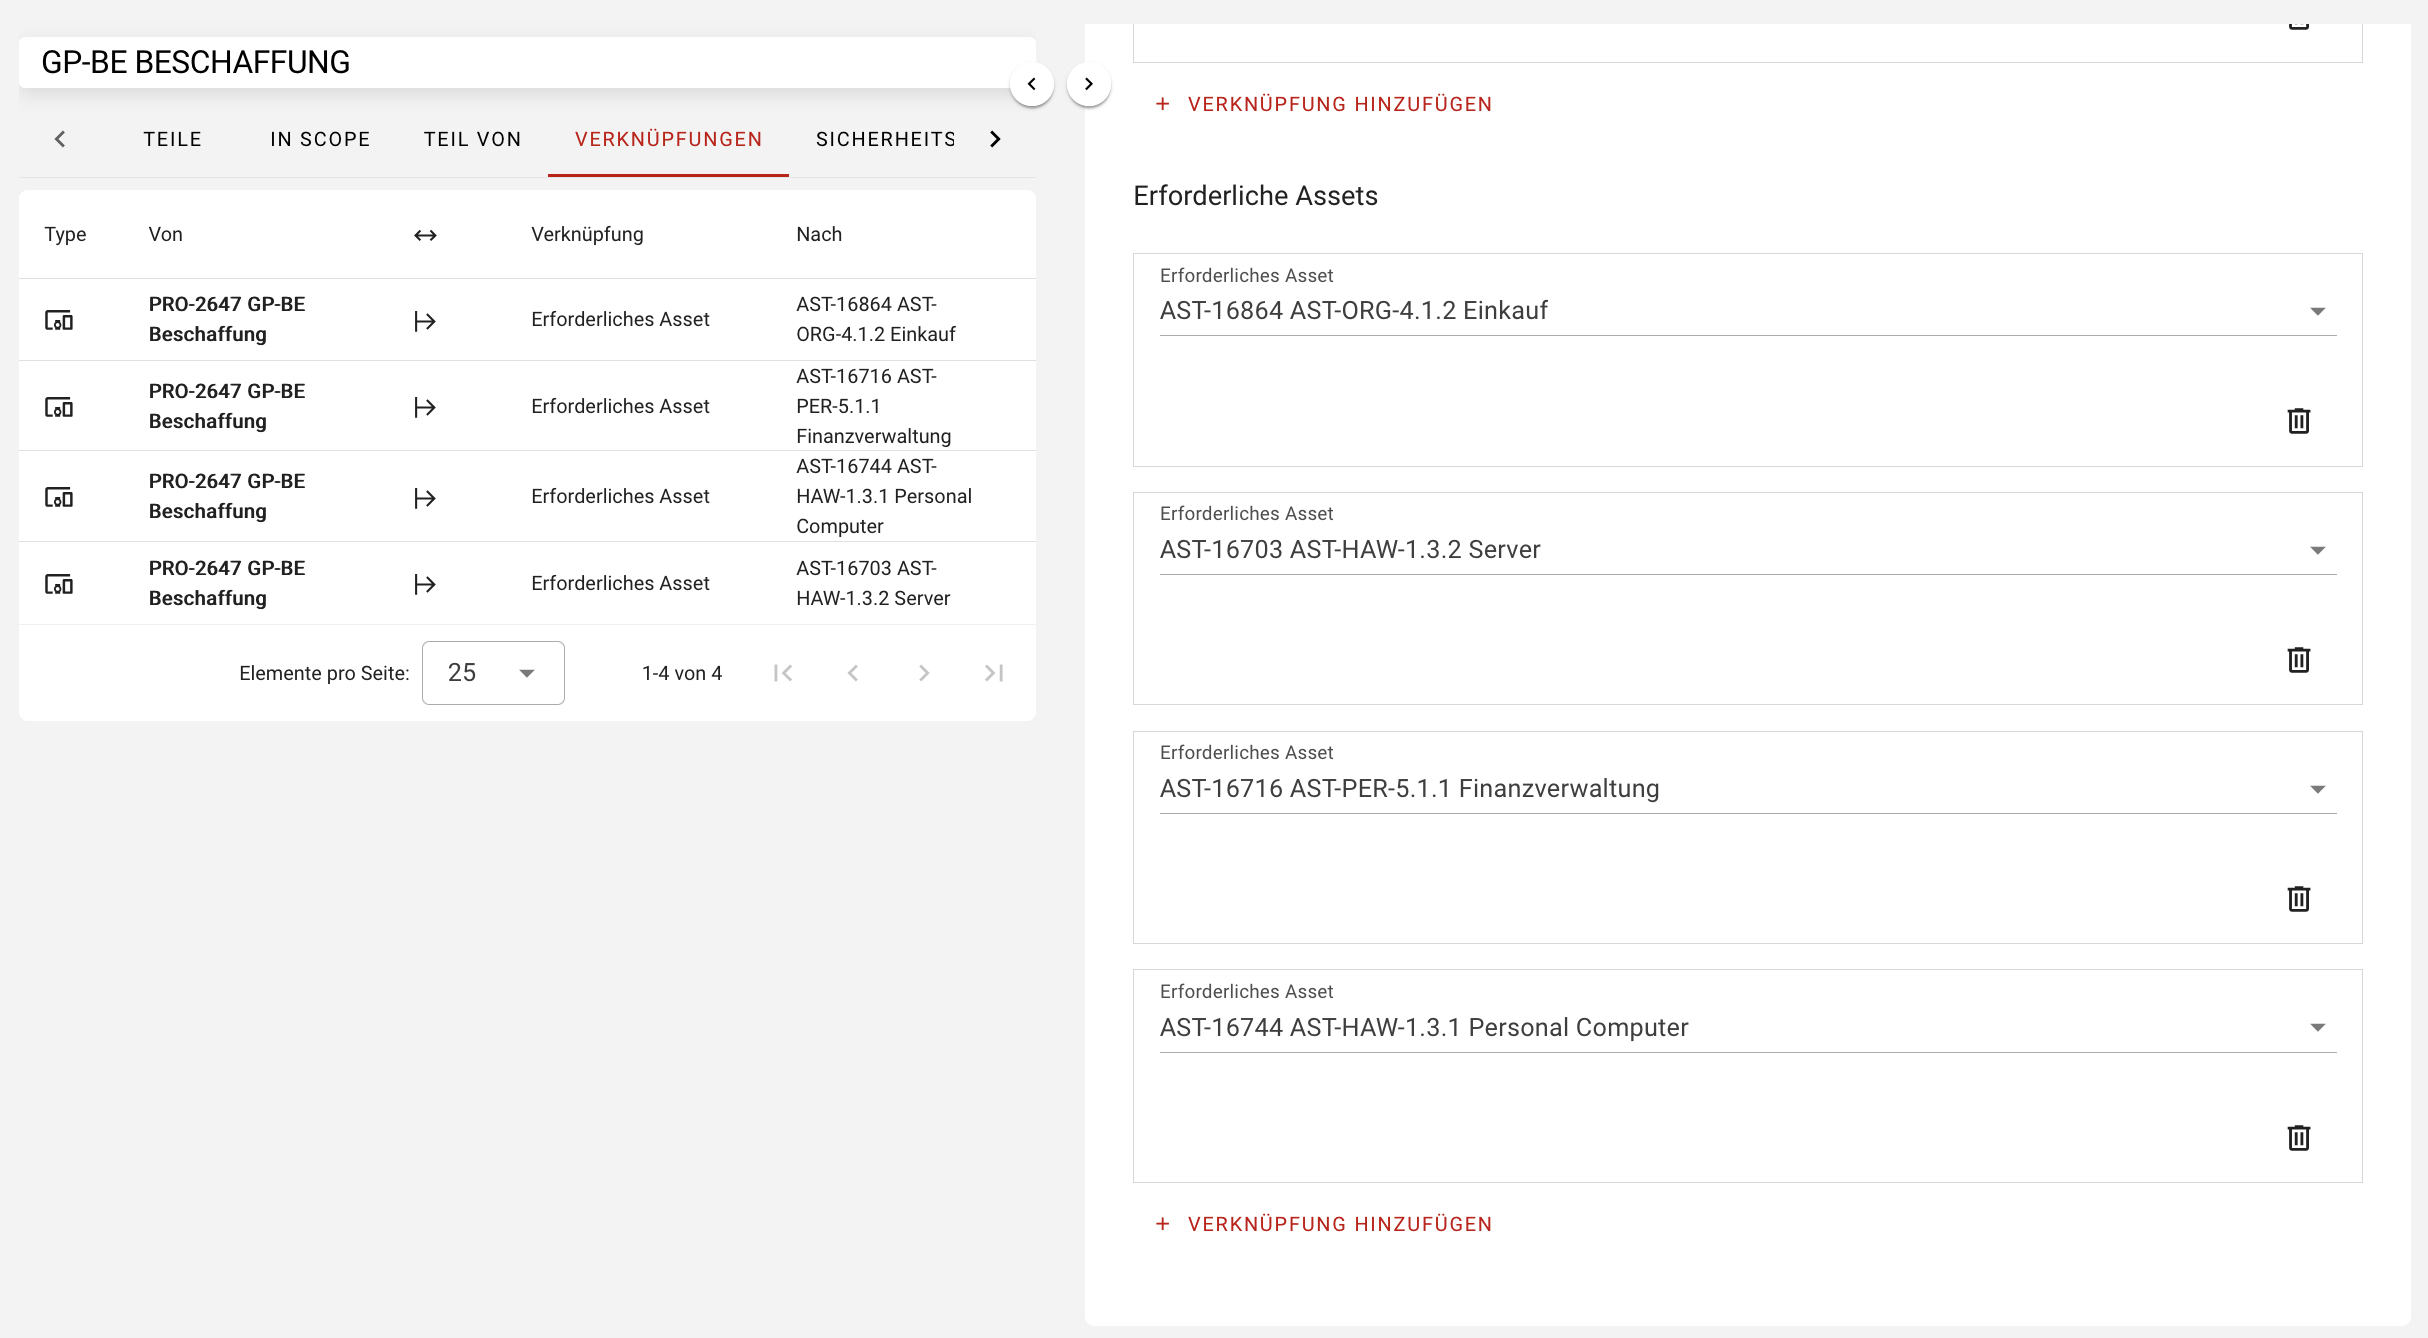 GP-BE BESCHAFFUNG
TEILE IN SCOPE TEIL VON VERKNÜPFUNGEN SICHERHEITS
Type Von Verknüpfung Nach
PRO-2647 GP-BE
Beschaffung
Erforderliches Asset
AST-16864 AST-
ORG-4.1.2 Einkauf
PRO-2647 GP-BE
Beschaffung
Erforderliches Asset
AST-16716 AST-
PER-5.1.1
Finanzverwaltung
PRO-2647 GP-BE
Beschaffung
Erforderliches Asset
AST-16744 AST-
HAW-1.3.1 Personal
Computer
PRO-2647 GP-BE
Beschaffung
Erforderliches Asset
AST-16703 AST-
HAW-1.3.2 Server
Elemente pro Seite: 25 1-4 von 4
+ VERKNÜPFUNG HINZUFÜGEN
Erforderliche Assets
Erforderliches Asset
AST-16864 AST-ORG-4.1.2 Einkauf
Erforderliches Asset
AST-16703 AST-HAW-1.3.2 Server
Erforderliches Asset
AST-16716 AST-PER-5.1.1 Finanzverwaltung
Erforderliches Asset
AST-16744 AST-HAW-1.3.1 Personal Computer
+ VERKNÜPFUNG HINZUFÜGEN